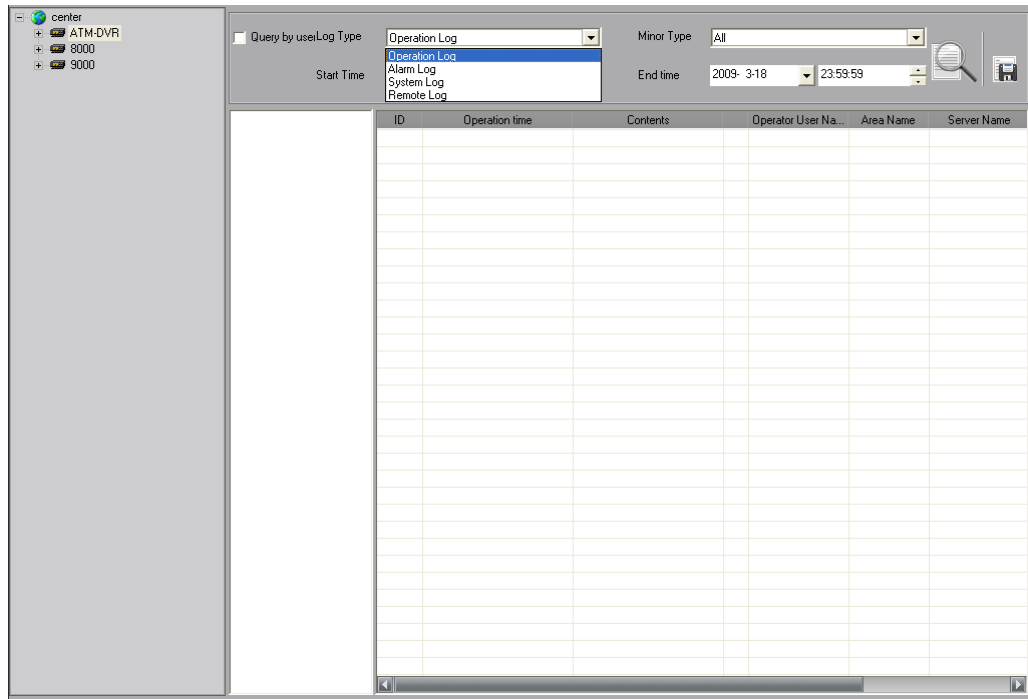 center
ATM-DVR
8000
9000
Query by user Log Type
Operation Log
Minor Type
All
Operation Log
Alarm Log
System Log
Remote Log
Start Time
End time
2009- 3-18
23:59:59
ID
Operation time
Contents
Operator User Na...
Area Name
Server Name